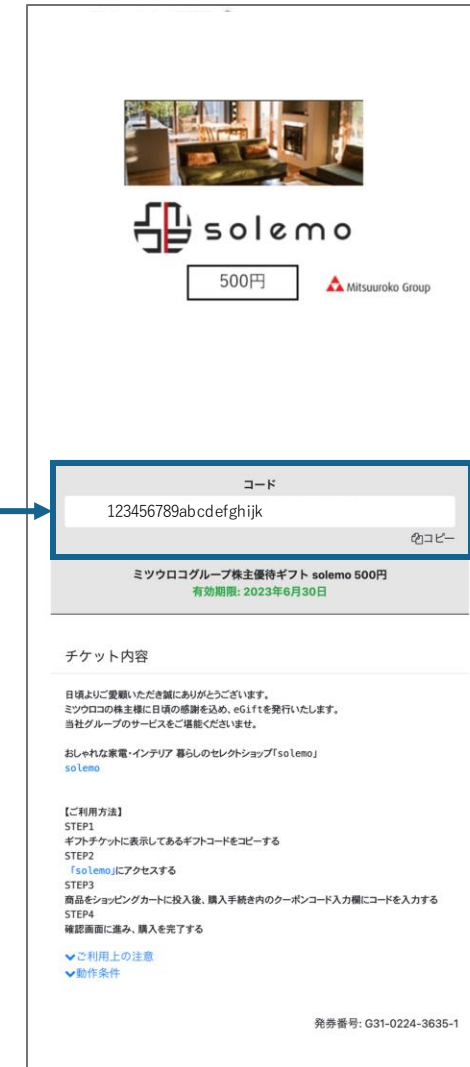 solemo
500円
Mitsuuroko Group
コード
123456789abcdefghijk
コピー
ミツウロコグループ株主優待ギフト solemo 500円
有効期限: 2023年6月30日
チケット内容
日頃よりご愛顧いただき誠にありがとうございます。
ミツウロコの株主様に日頃の感謝を込め、eGiftを発行いたします。
当社グループのサービスをご堪能くださいませ。
おしゃれな家電・インテリア 暮らしのセレクトショップ「solemo」
solemo
【ご利用方法】
STEP1
ギフトチケットに表示してあるギフトコードをコピーする
STEP2
「solemo」にアクセスする
STEP3
商品をショッピングカートに投入後、購入手続き内のクーポンコード入力欄にコードを入力する
STEP4
確認画面に進み、購入を完了する
ご利用上の注意
動作条件
発券番号: G31-0224-3635-1